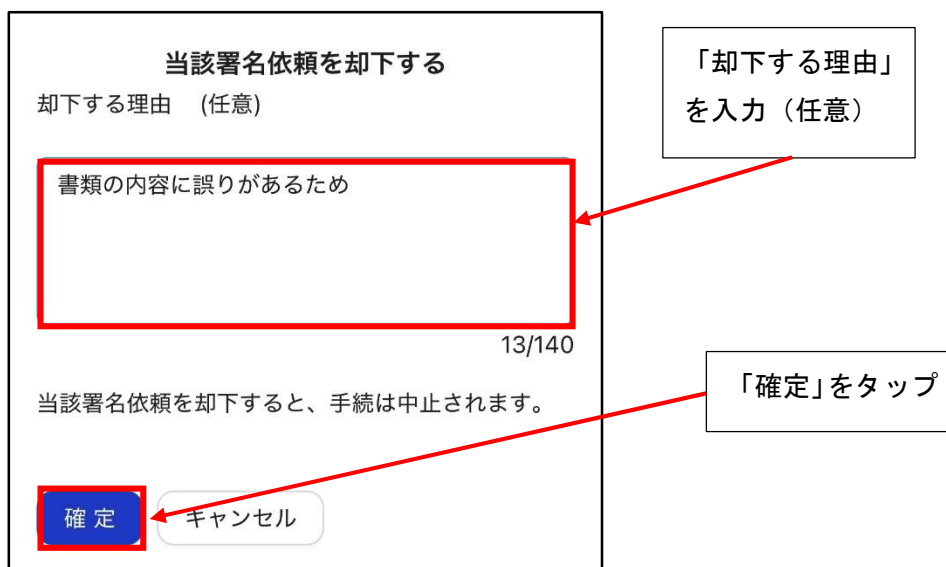 当該署名依頼を却下する
却下する理由　(任意)
書類の内容に誤りがあるため
13/140
当該署名依頼を却下すると、手続は中止されます。
確 定
キャンセル
「却下する理由」
を入力（任意）
「確定」をタップ